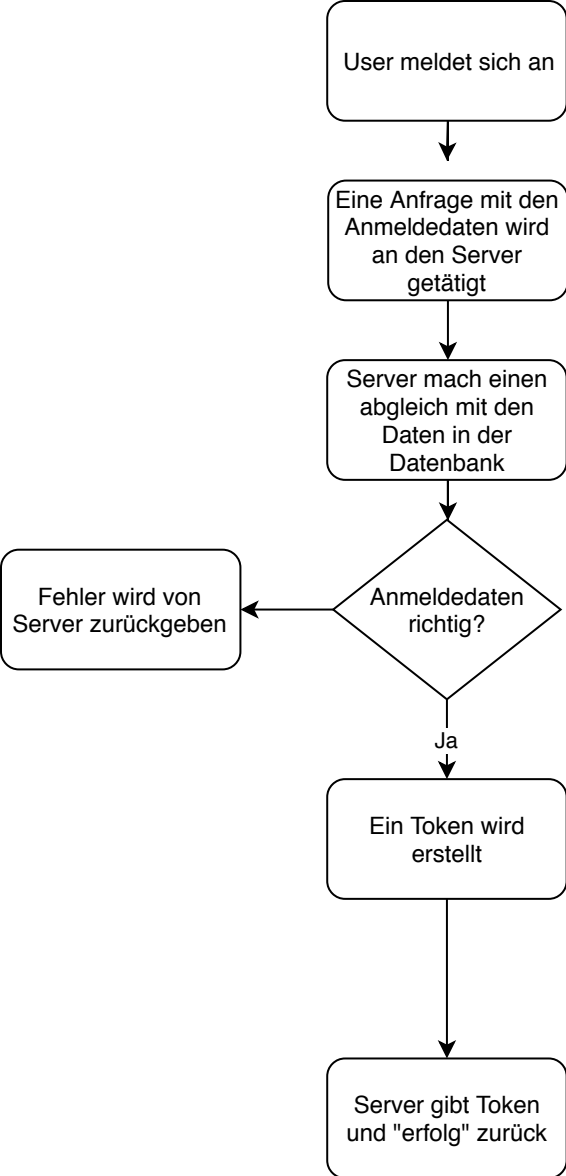 User meldet sich an
Eine Anfrage mit den
Anmeldedaten wird
an den Server
getätigt
Server mach einen
abgleich mit den
Daten in der
Datenbank
Anmeldedaten
richtig?
Fehler wird von
Server zurückgeben
Ja
Ein Token wird
erstellt
Server gibt Token
und "erfolg" zurück